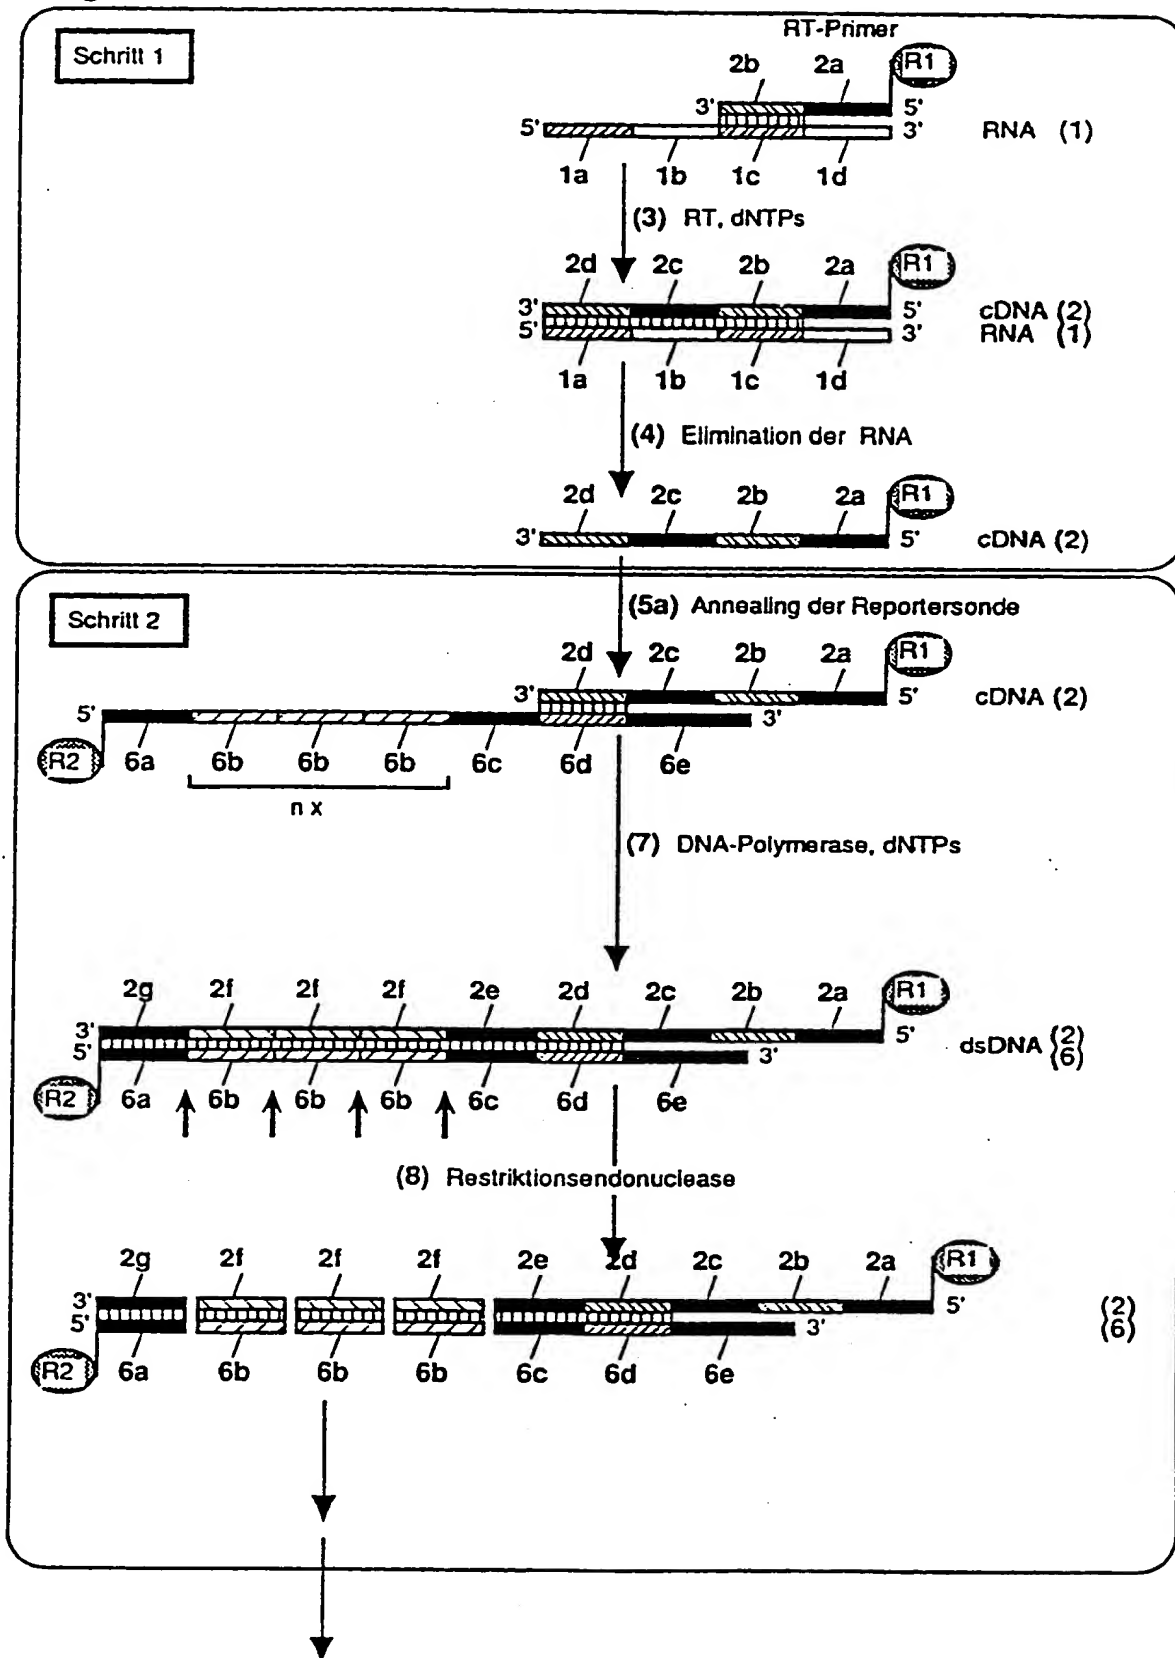 Schritt 1
RT-Primer
R1
2b 2a
3' 5'
5' 3' RNA (1)
1a 1b 1c 1d
(3) RT, dNTPs
R1
2d 2c 2b 2a
3' 5' cDNA (2)
5' 3' RNA (1)
1a 1b 1c 1d
(4) Elimination der RNA
R1
2d 2c 2b 2a
3' 5' cDNA (2)
Schritt 2
(5a) Annealing der Reportersonde
R1
2d 2c 2b 2a
3' 5' cDNA (2)
5' 3'
R2 6a 6b 6b 6b 6c 6d 6e
n x
(7) DNA-Polymerase, dNTPs
R1
2g 2f 2f 2f 2e 2d 2c 2b 2a
3' 5' dsDNA (2)
5' 3' (6)
R2 6a 6b 6b 6b 6c 6d 6e
(8) Restriktionsendonuclease
R1
2g 2f 2f 2f 2e 2d 2c 2b 2a
3' 5' (2)
5' 3' (6)
R2 6a 6b 6b 6b 6c 6d 6e